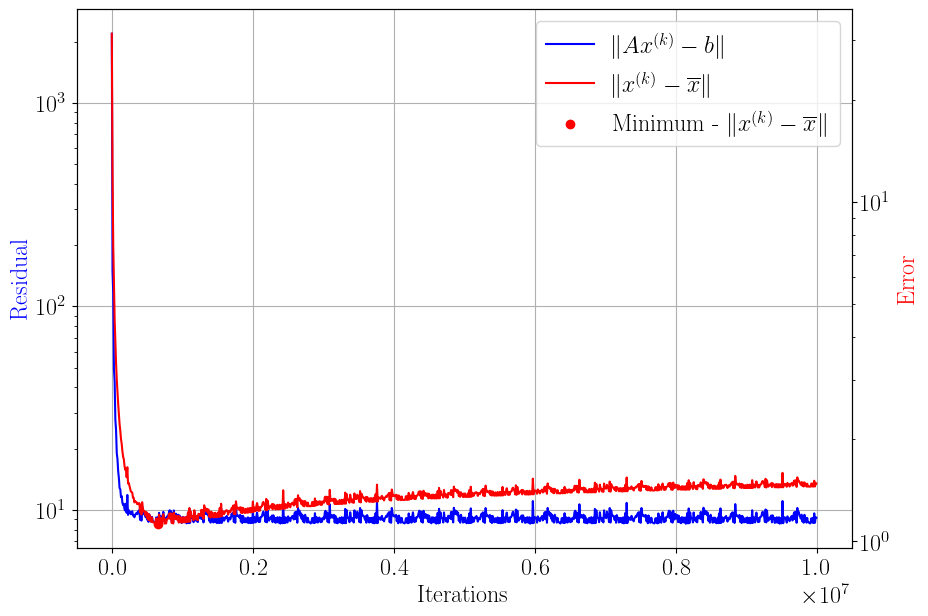 ‖Ax^{(k)} − b‖
‖x^{(k)} − x̅‖
Minimum - ‖x^{(k)} − x̅‖
10^3
10^2
10^1
Residual
10^1
10^0
Error
0.0 0.2 0.4 0.6 0.8 1.0
Iterations
×10^7